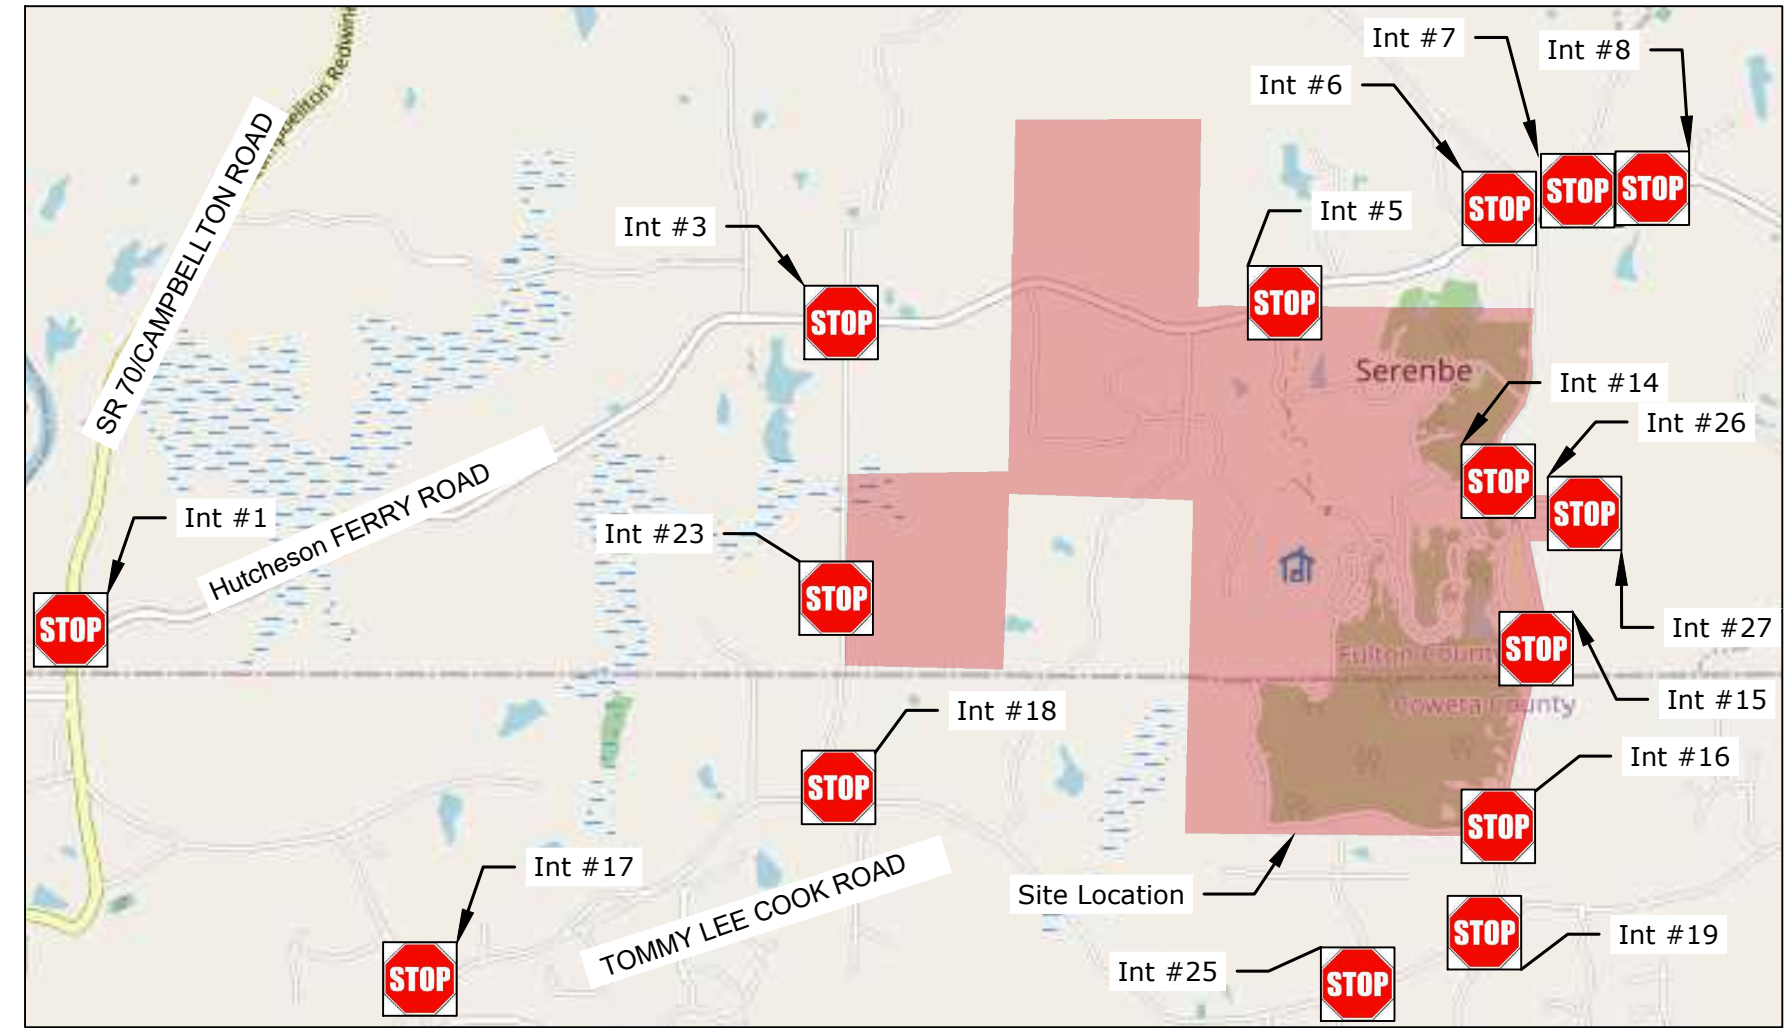 Int #7
Int #8
Int #6
STOP
STOP
STOP
SR 70/CAMPBELLTON ROAD
Int #3
Int #5
STOP
STOP
Serenbe
Int #14
Int #26
STOP
STOP
Hutcheson FERRY ROAD
Int #1
Int #23
STOP
STOP
Int #27
STOP
Fulton County
Int #15
Coweta County
Int #18
STOP
Int #16
STOP
Int #17
TOMMY LEE COOK ROAD
Site Location
STOP
Int #19
STOP
Int #25
STOP